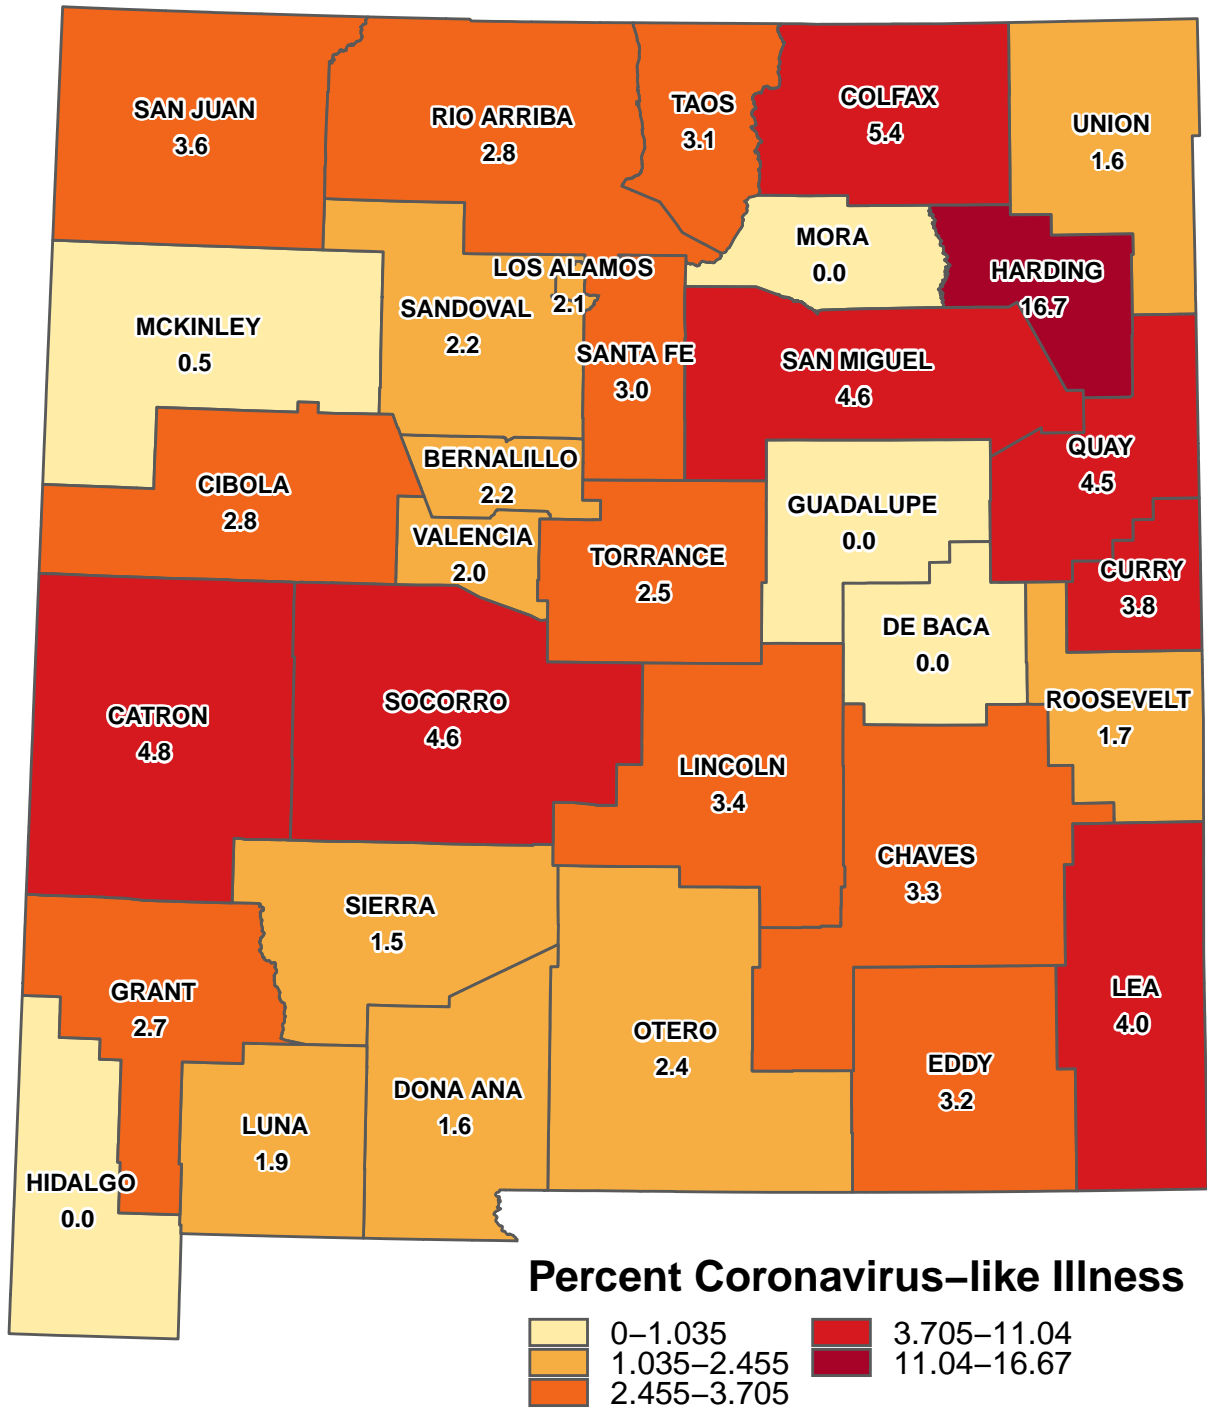 SAN JUAN
3.6
RIO ARRIBA
2.8
TAOS
3.1
COLFAX
5.4
UNION
1.6
MORA
0.0
HARDING
16.7
LOS ALAMOS
2.1
SANDOVAL
2.2
MCKINLEY
0.5
SANTA FE
3.0
SAN MIGUEL
4.6
QUAY
4.5
BERNALILLO
2.2
CIBOLA
2.8
GUADALUPE
0.0
VALENCIA
2.0
TORRANCE
2.5
CURRY
3.8
DE BACA
0.0
ROOSEVELT
1.7
CATRON
4.8
SOCORRO
4.6
LINCOLN
3.4
CHAVES
3.3
SIERRA
1.5
GRANT
2.7
LEA
4.0
OTERO
2.4
EDDY
3.2
DONA ANA
1.6
LUNA
1.9
HIDALGO
0.0
Percent Coronavirus−like Illness
0−1.035
1.035−2.455
2.455−3.705
3.705−11.04
11.04−16.67